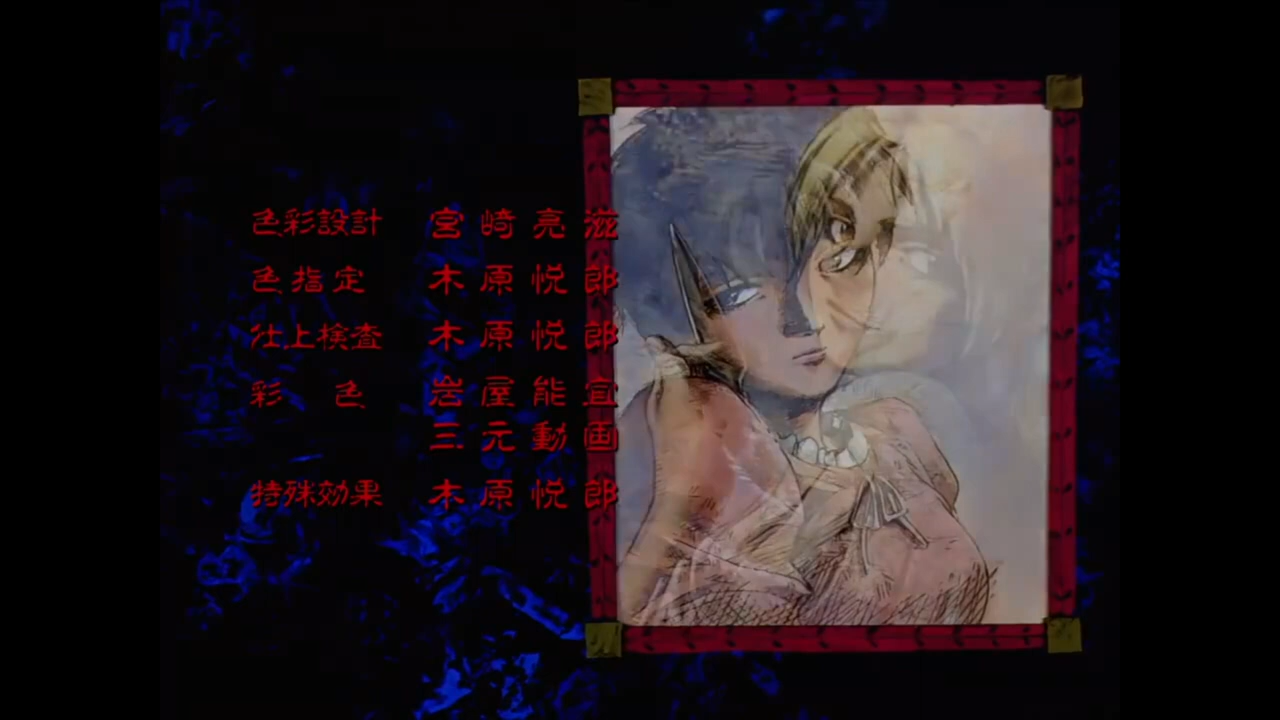 色彩設計 宮崎亮滋
色指定 木原悦郎
仕上検査 木原悦郎
彩色 岩屋能宜
三元動画
特殊効果 木原悦郎